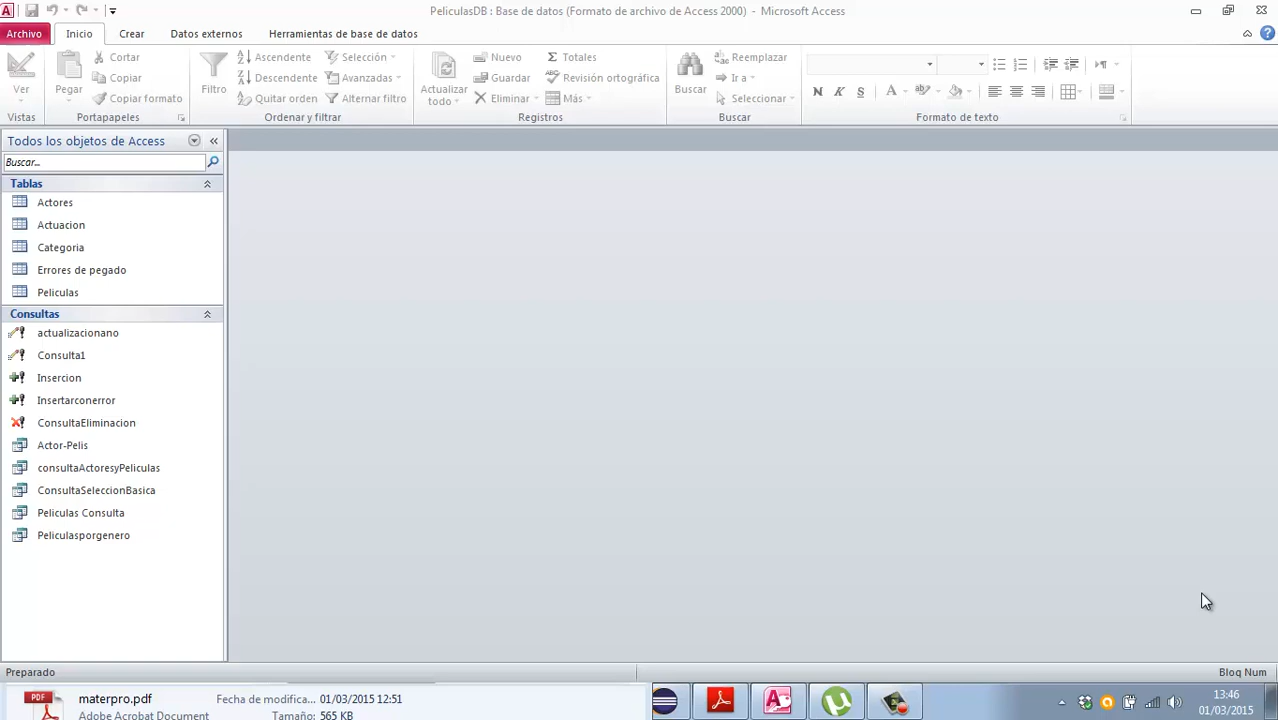 PeliculasDB : Base de datos (Formato de archivo de Access 2000) - Microsoft Access
Archivo Inicio Crear Datos externos Herramientas de base de datos
Ver
Vistas
Pegar
Cortar
Copiar
Copiar formato
Portapapeles
Filtro
Ascendente
Descendente
Quitar orden
Selección
Avanzadas
Alternar filtro
Ordenar y filtrar
Actualizar
todo
Nuevo
Guardar
Eliminar
Totales
Revisión ortográfica
Más
Registros
Buscar
Reemplazar
Ir a
Seleccionar
Buscar
N K S A ab
Formato de texto
Todos los objetos de Access
Buscar...
Tablas
Actores
Actuacion
Categoria
Errores de pegado
Peliculas
Consultas
actualizacionano
Consulta1
Insercion
Insertarconerror
ConsultaEliminacion
Actor-Pelis
consultaActoresyPeliculas
ConsultaSeleccionBasica
Peliculas Consulta
Peliculasporgenero
Preparado
Bloq Num
PDF
materpro.pdf
Adobe Acrobat Document
Fecha de modifica... 01/03/2015 12:51
Tamaño: 565 KB
13:46
01/03/2015